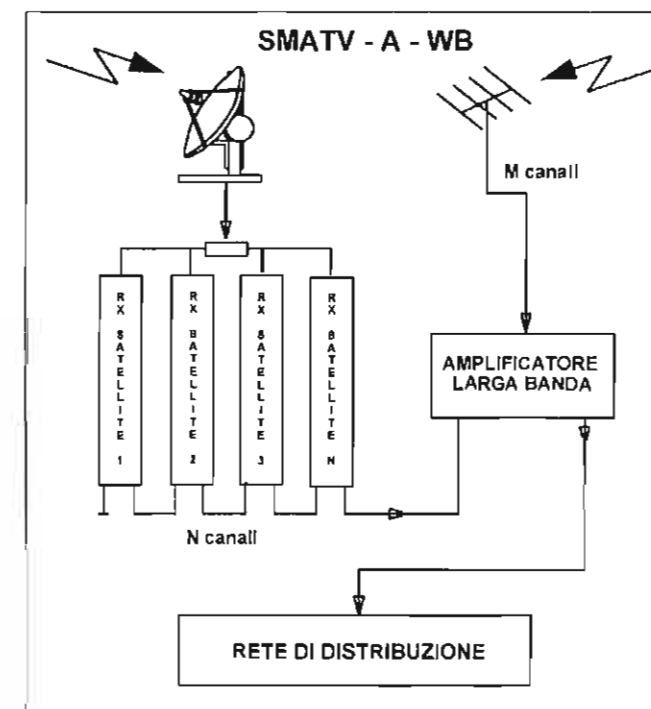 SMATV - A - WB
M canali
RX SATELLITE 1
RX SATELLITE 2
RX SATELLITE 3
RX SATELLITE N
AMPLIFICATORE
LARGA BANDA
N canali
RETE DI DISTRIBUZIONE